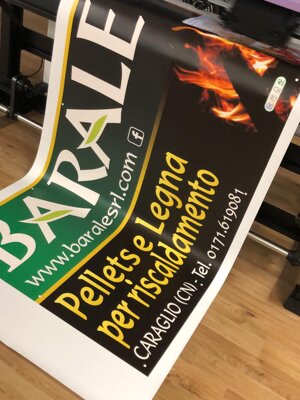 BARALE
www.baralesrl.com f
Pellets e Legna
per riscaldamento
CARAGLIO (CN) : Tel. 0171.619081